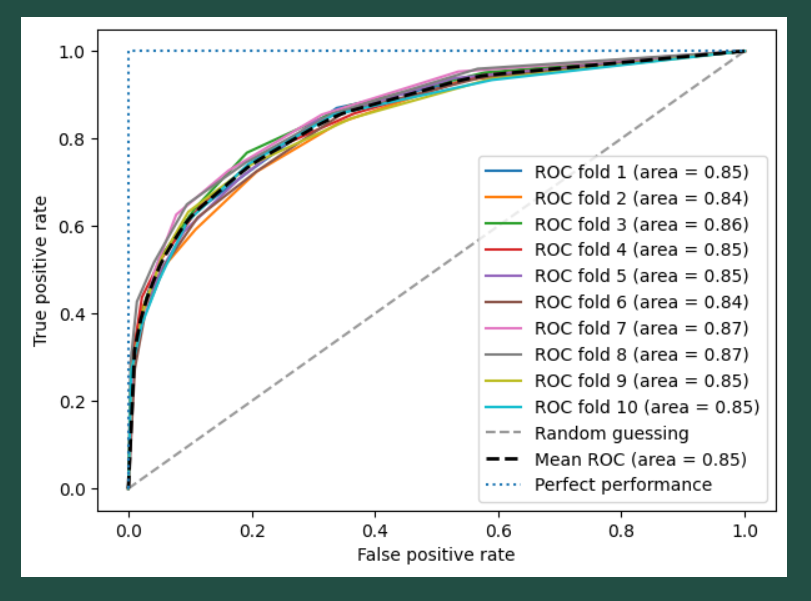 1.0
0.8
0.6
0.4
0.2
0.0
True positive rate
ROC fold 1 (area = 0.85)
ROC fold 2 (area = 0.84)
ROC fold 3 (area = 0.86)
ROC fold 4 (area = 0.85)
ROC fold 5 (area = 0.85)
ROC fold 6 (area = 0.84)
ROC fold 7 (area = 0.87)
ROC fold 8 (area = 0.87)
ROC fold 9 (area = 0.85)
ROC fold 10 (area = 0.85)
Random guessing
Mean ROC (area = 0.85)
Perfect performance
0.0 0.2 0.4 0.6 0.8 1.0
False positive rate